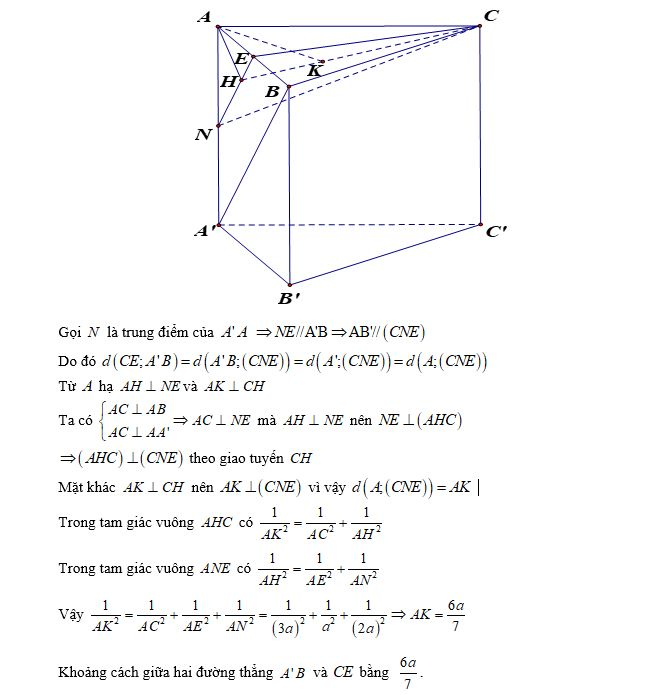 A C
E
H K
B
N
A' C'
B'
Gọi N là trung điểm của A'A ⇒ NE//A'B ⇒ AB'//(CNE)
Do đó d(CE;A'B)=d(A'B;(CNE))=d(A';(CNE))=d(A;(CNE))
Từ A hạ AH ⊥ NE và AK ⊥ CH
Ta có {AC ⊥ AB; AC ⊥ AA' ⇒ AC ⊥ NE mà AH ⊥ NE nên NE ⊥ (AHC)
⇒(AHC)⊥(CNE) theo giao tuyến CH
Mặt khác AK ⊥ CH nên AK ⊥(CNE) vì vậy d(A;(CNE)) = AK |
Trong tam giác vuông AHC có 1/AK² = 1/AC² + 1/AH²
Trong tam giác vuông ANE có 1/AH² = 1/AE² + 1/AN²
Vậy 1/AK² = 1/AC² + 1/AE² + 1/AN² = 1/(3a)² + 1/a² + 1/(2a)² ⇒ AK = 6a/7
Khoảng cách giữa hai đường thẳng A'B và CE bằng 6a/7.